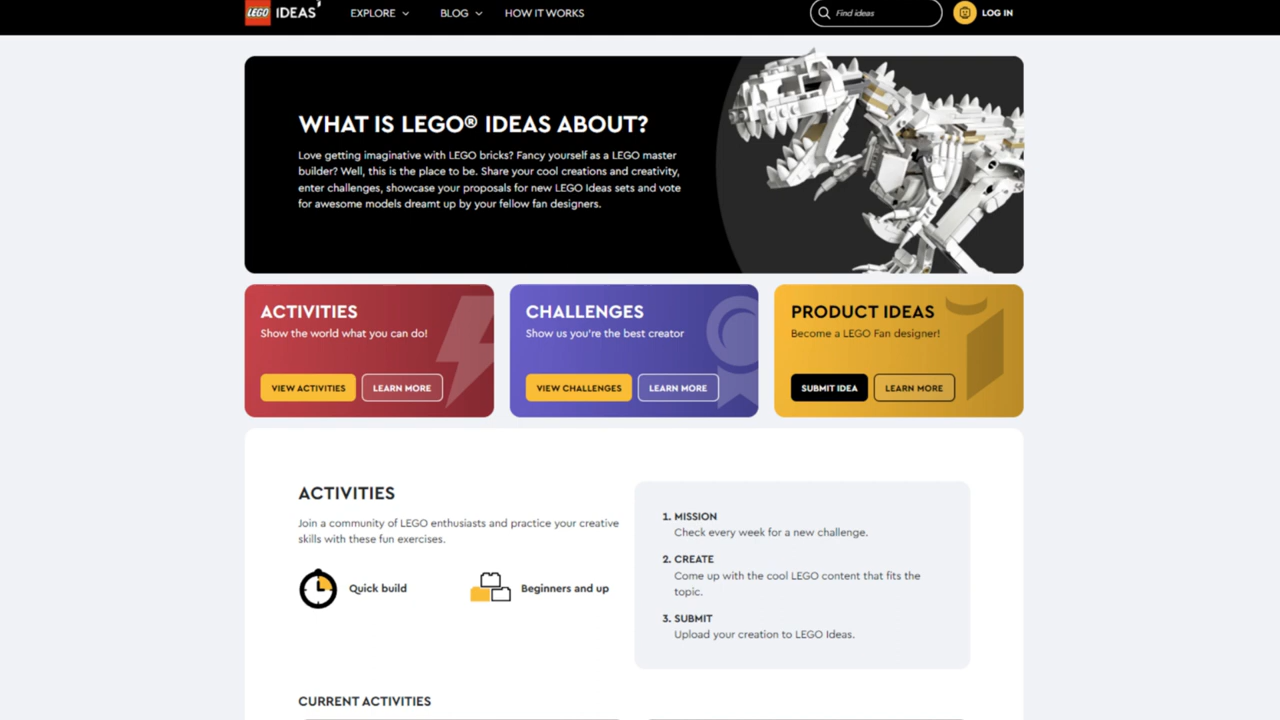 LEGO IDEAS EXPLORE BLOG HOW IT WORKS Find ideas LOG IN
WHAT IS LEGO® IDEAS ABOUT?
Love getting imaginative with LEGO bricks? Fancy yourself as a LEGO master
builder? Well, this is the place to be. Share your cool creations and creativity,
enter challenges, showcase your proposals for new LEGO Ideas sets and vote
for awesome models dreamt up by your fellow fan designers.
ACTIVITIES
Show the world what you can do!
VIEW ACTIVITIES LEARN MORE
CHALLENGES
Show us you're the best creator
VIEW CHALLENGES LEARN MORE
PRODUCT IDEAS
Become a LEGO Fan designer!
SUBMIT IDEA LEARN MORE
ACTIVITIES
Join a community of LEGO enthusiasts and practice your creative
skills with these fun exercises.
Quick build
Beginners and up
1. MISSION
Check every week for a new challenge.
2. CREATE
Come up with the cool LEGO content that fits the
topic.
3. SUBMIT
Upload your creation to LEGO Ideas.
CURRENT ACTIVITIES